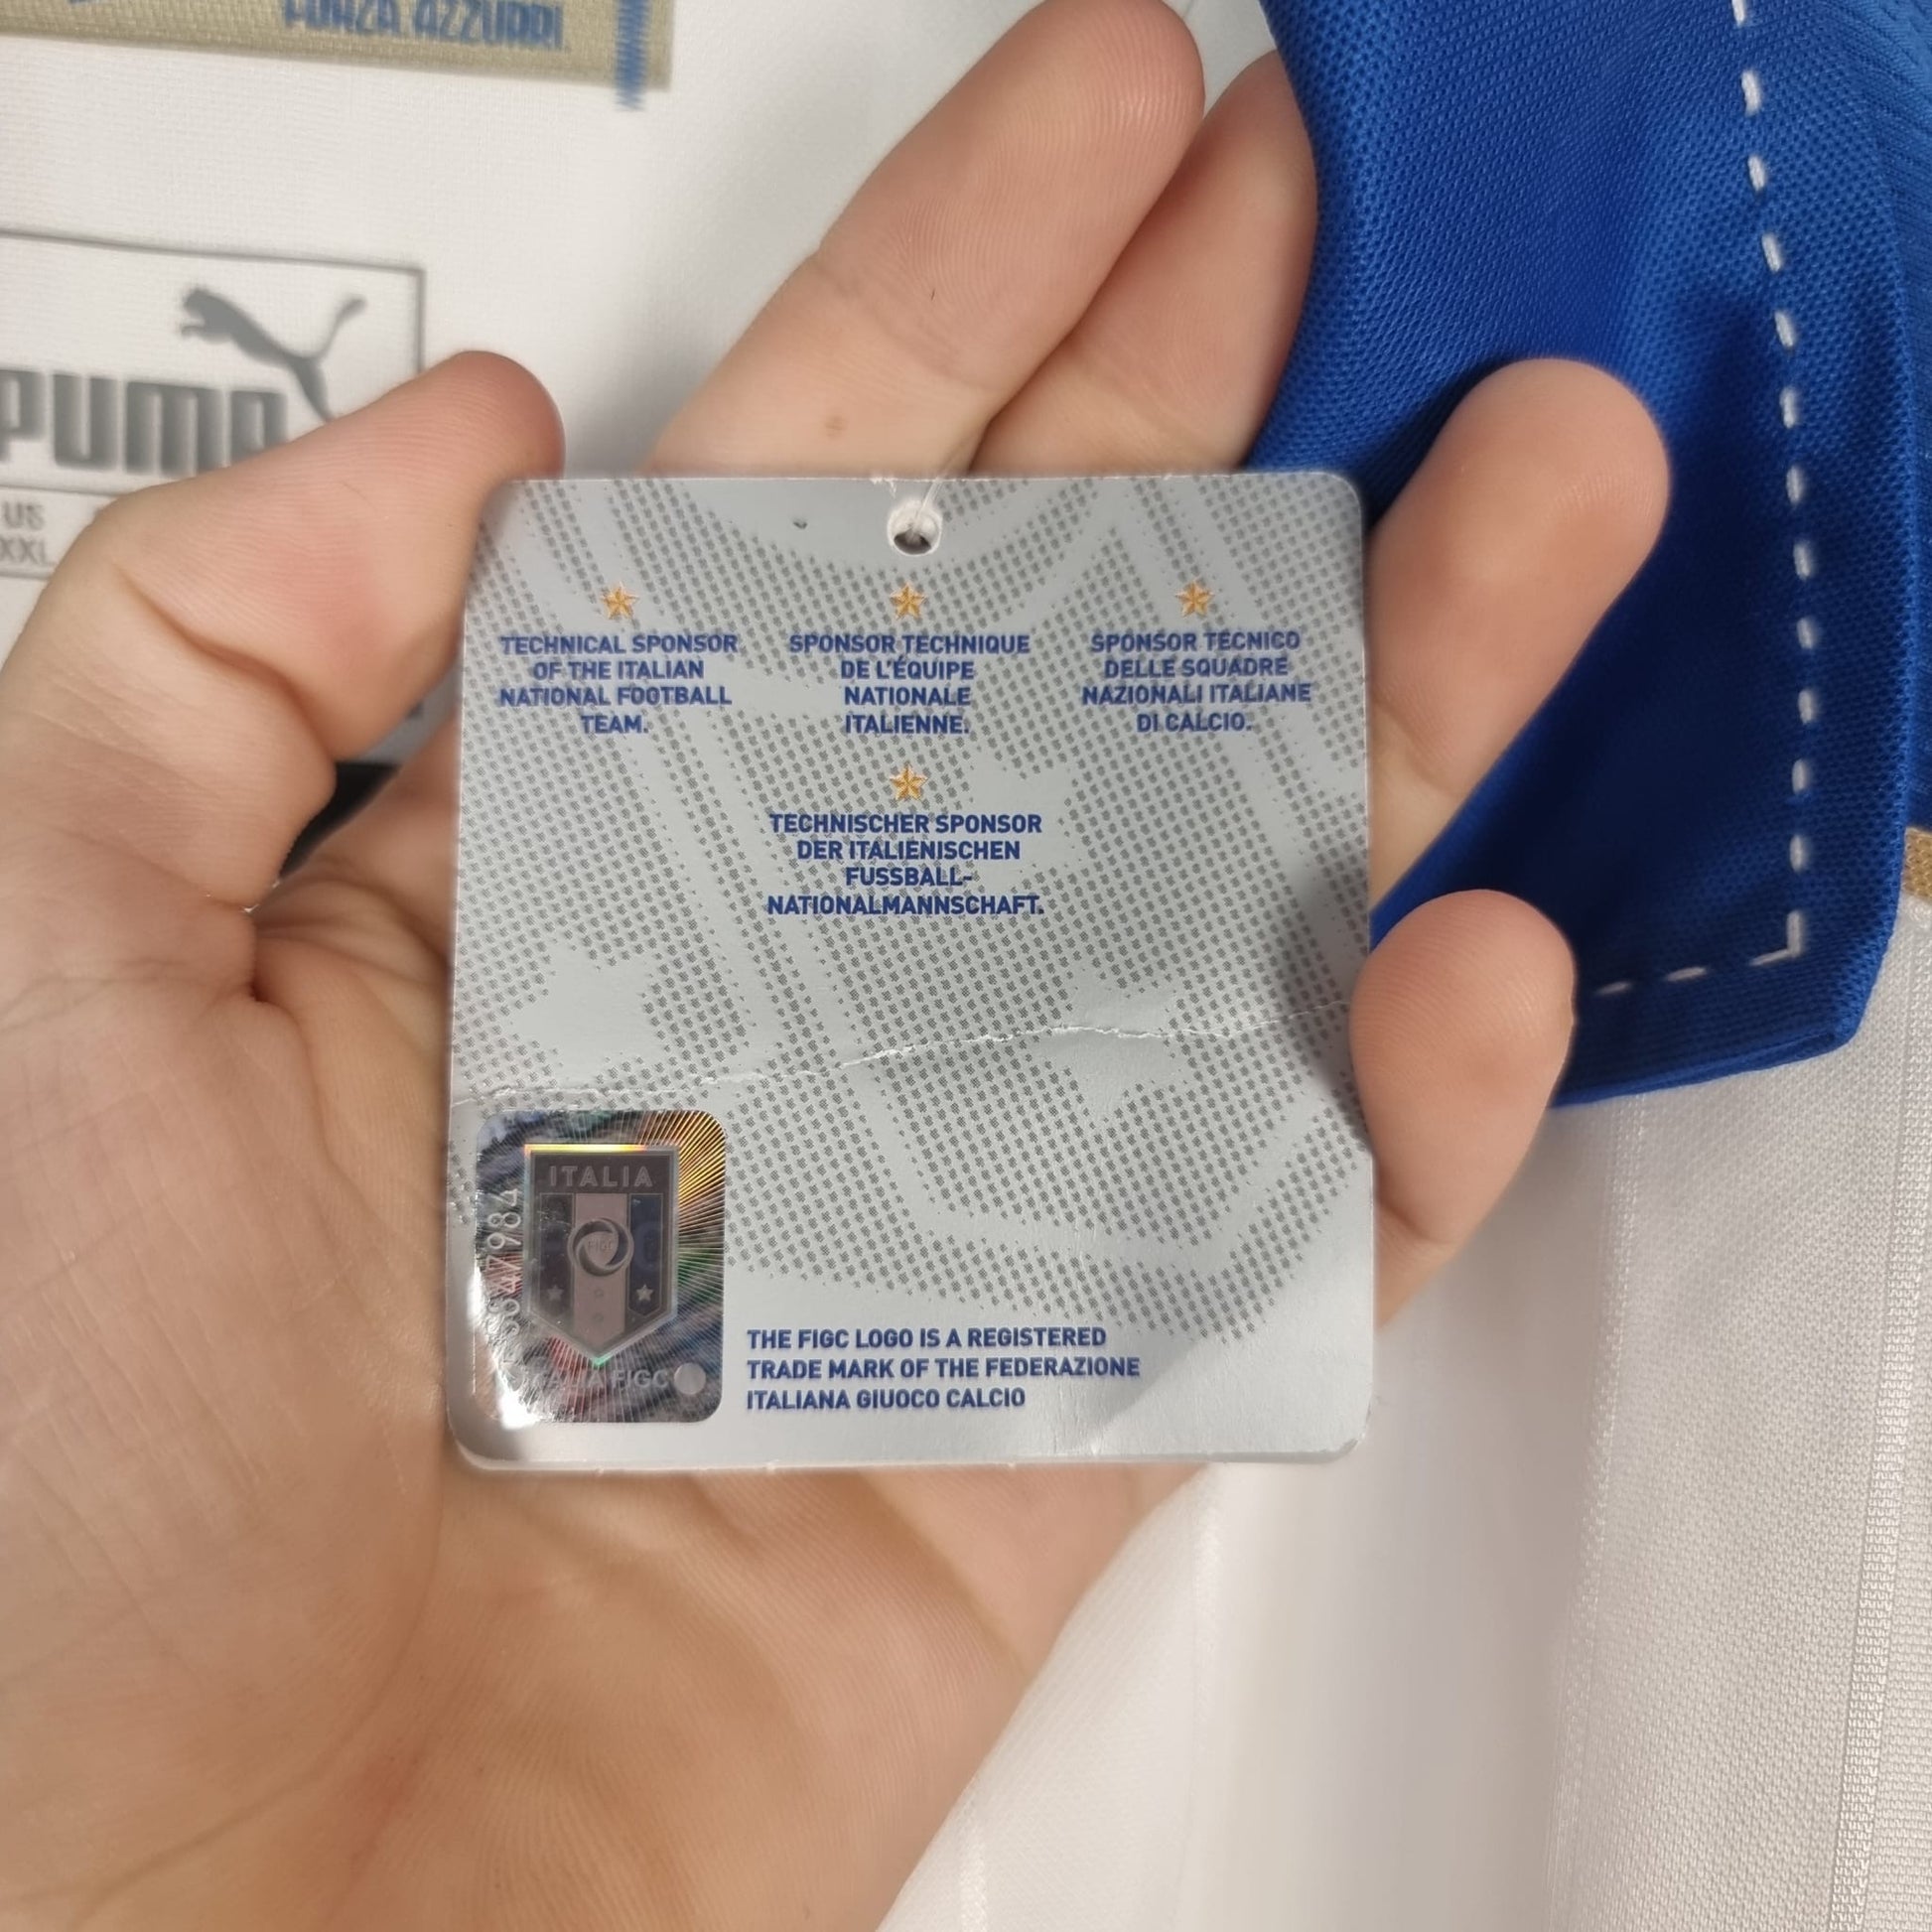 FORZA AZZURRI
PUMA
US
XXL
TECHNICAL SPONSOR
OF THE ITALIAN
NATIONAL FOOTBALL
TEAM.
SPONSOR TECHNIQUE
DE L'ÉQUIPE
NATIONALE
ITALIENNE.
SPONSOR TECNICO
DELLE SQUADRE
NAZIONALI ITALIANE
DI CALCIO.
TECHNISCHER SPONSOR
DER ITALIENISCHEN
FUSSBALL-
NATIONALMANNSCHAFT.
ITALIA
FIGC
FIGC
THE FIGC LOGO IS A REGISTERED
TRADE MARK OF THE FEDERAZIONE
ITALIANA GIUOCO CALCIO